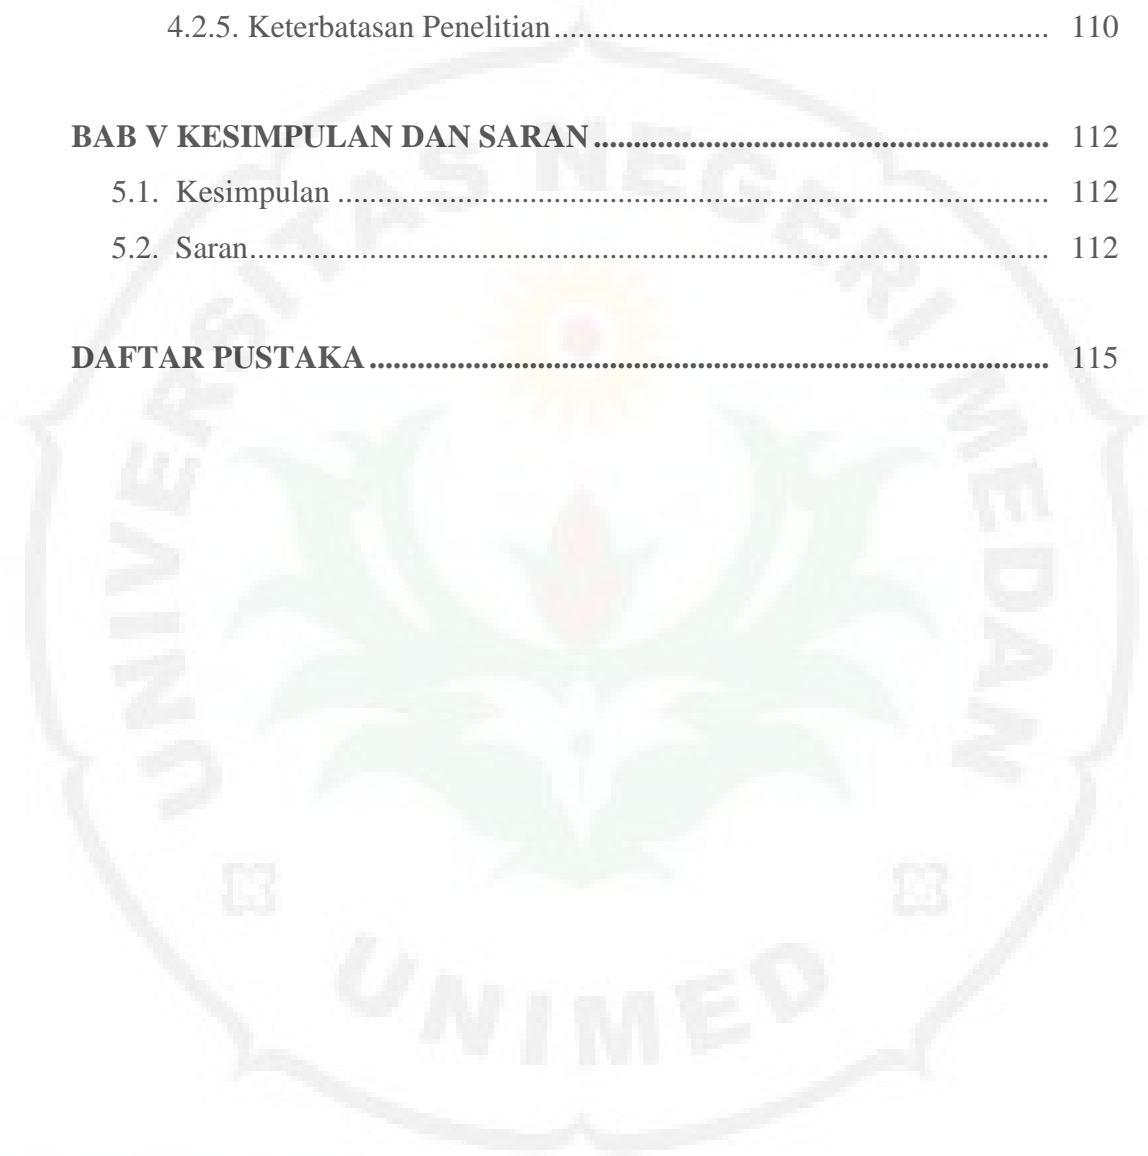 4.2.5. Keterbatasan Penelitian.............................................................. 110
BAB V KESIMPULAN DAN SARAN......................................................... 112
5.1. Kesimpulan ......................................................................................... 112
5.2. Saran.................................................................................................... 112
DAFTAR PUSTAKA..................................................................................... 115
UNIVERSITAS NEGERI MEDAN
UNIMED